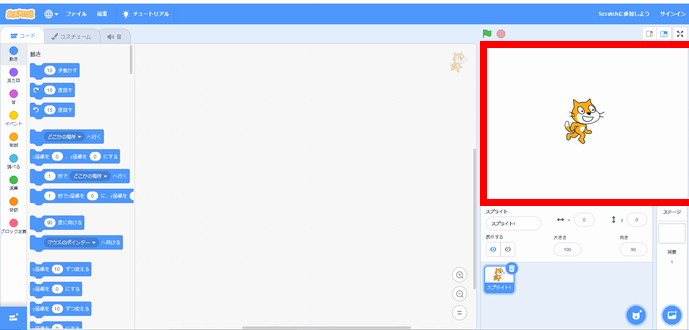 SCRATCH
ファイル 編集 チュートリアル Scratchに参加しよう サインイン
コード コスチューム 音
動き
見た目
音
イベント
制御
調べる
演算
変数
ブロック定義
動き
10 歩動かす
15 度回す
15 度回す
どこかの場所 へ行く
x座標を 0 、y座標を 0 にする
1 秒で どこかの場所 へ行く
1 秒でx座標を 0 に、y座標を
90 度に向ける
マウスのポインター へ向ける
x座標を 10 ずつ変える
x座標を 0 にする
y座標を 10 ずつ変える
y座標を 0 にする
スプライト
スプライト1 x 0 y 0
表示する 大きさ 100 向き 90
スプライト1
ステージ
背景
1